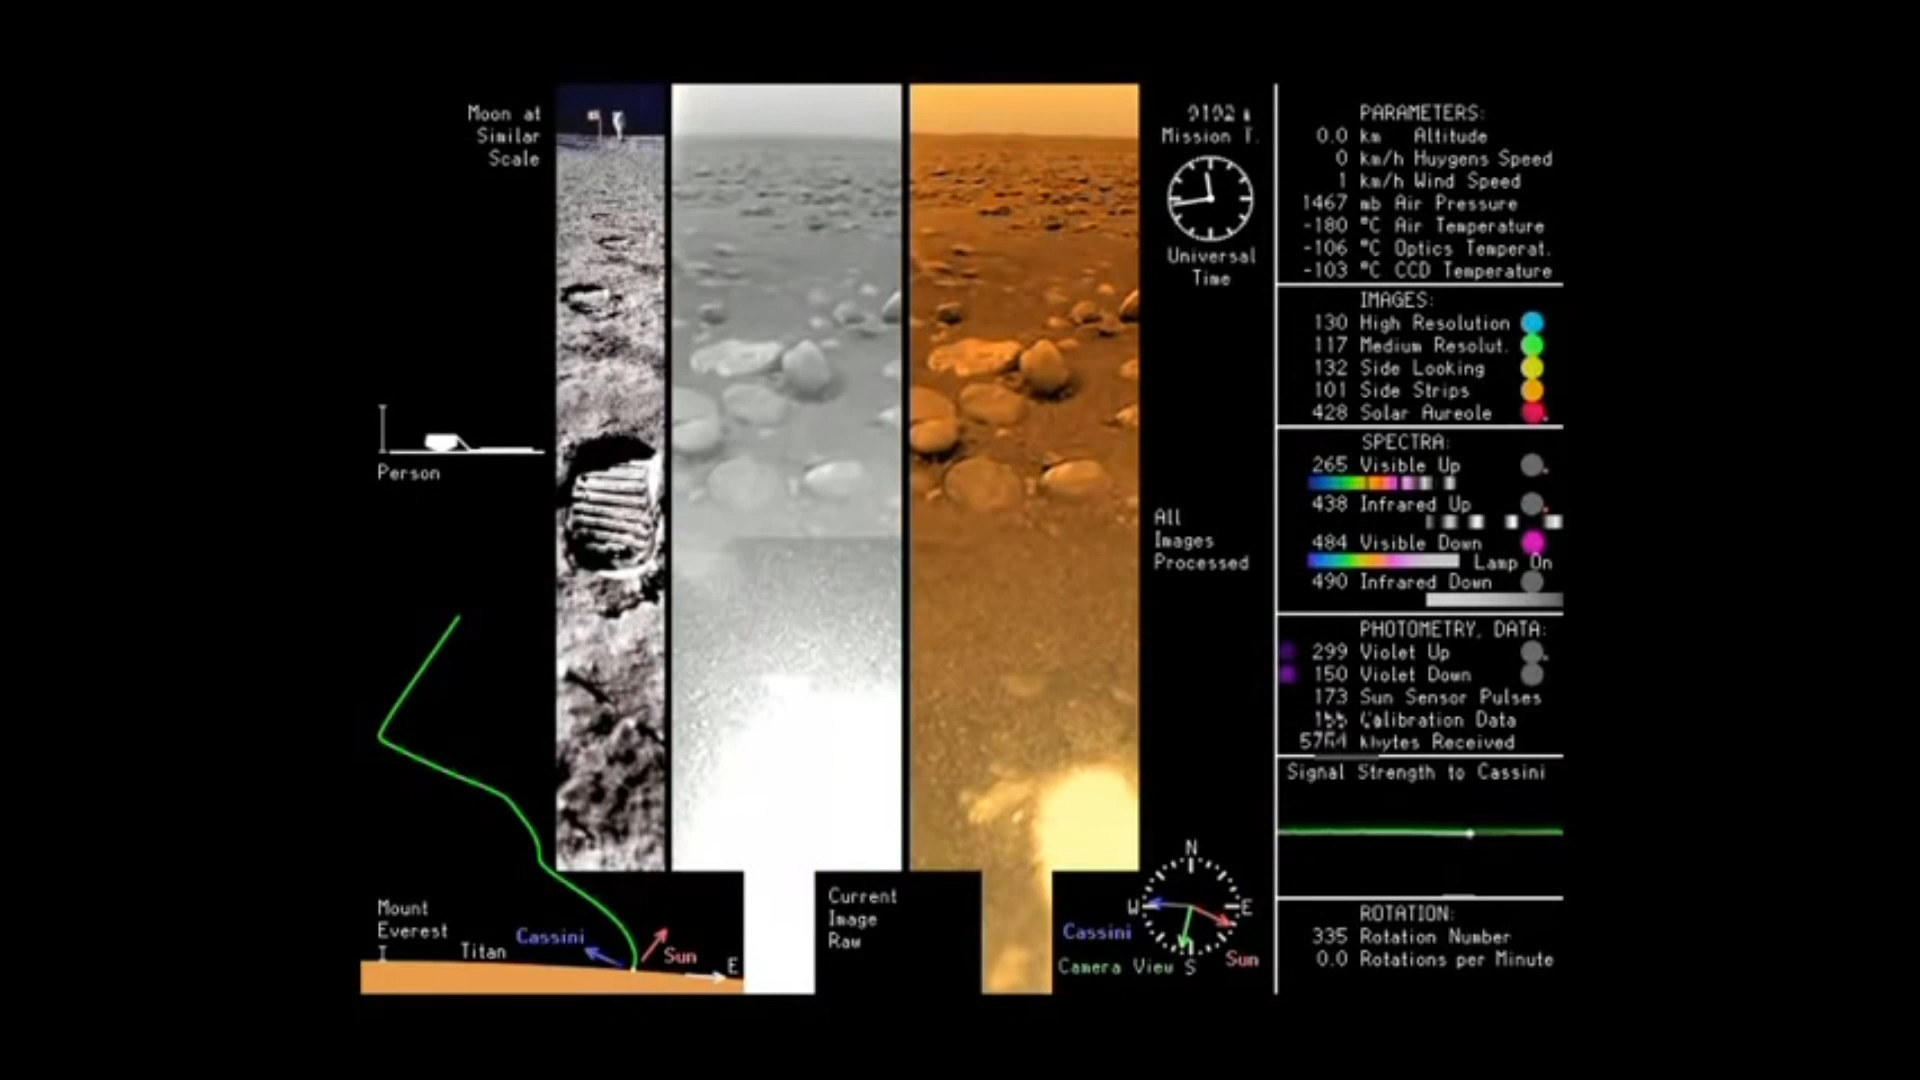 Moon at
Similar
Scale
Person
Mount
Everest
Titan
Cassini
Sun
E
Current
Image
Raw
Mission T.
Universal
Time
All
Images
Processed
N
W
E
S
Cassini
Camera View
Sun
PARAMETERS:
0.0 km Altitude
0 km/h Huygens Speed
1 km/h Wind Speed
1467 mb Air Pressure
-180 °C Air Temperature
-106 °C Optics Temperat.
-103 °C CCD Temperature
IMAGES:
130 High Resolution
117 Medium Resolut.
132 Side Looking
101 Side Strips
428 Solar Aureole
SPECTRA:
265 Visible Up
438 Infrared Up
484 Visible Down
Lamp On
490 Infrared Down
PHOTOMETRY, DATA:
299 Violet Up
150 Violet Down
173 Sun Sensor Pulses
Calibration Data
kbytes Received
Signal Strength to Cassini
ROTATION:
335 Rotation Number
0.0 Rotations per Minute